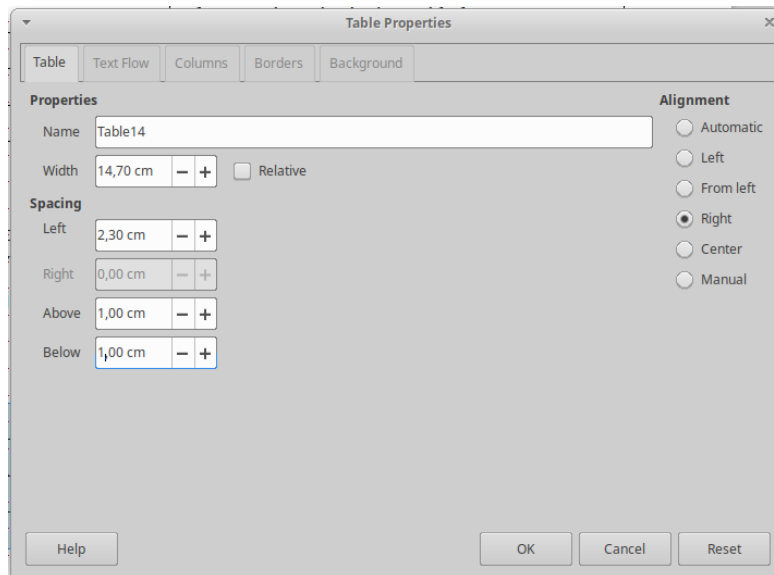 Table Properties
Table Text Flow Columns Borders Background
Properties
Name Table14
Width 14,70 cm Relative
Spacing
Left 2,30 cm
Right 0,00 cm
Above 1,00 cm
Below 1,00 cm
Alignment
Automatic
Left
From left
Right
Center
Manual
Help OK Cancel Reset